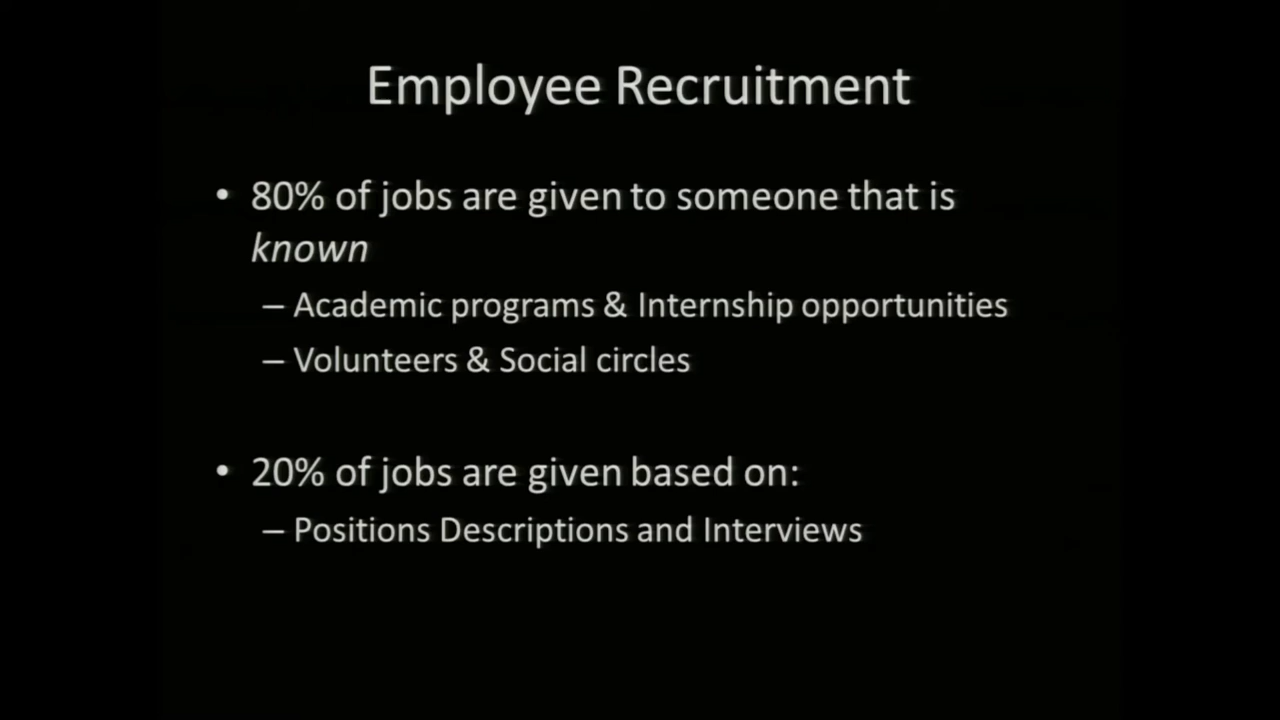 Employee Recruitment
• 80% of jobs are given to someone that is
known
– Academic programs & Internship opportunities
– Volunteers & Social circles
• 20% of jobs are given based on:
– Positions Descriptions and Interviews